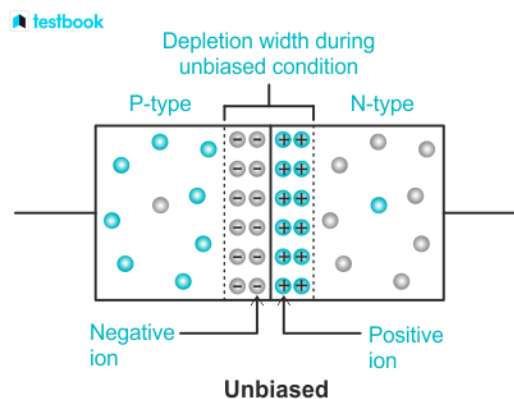 testbook
Depletion width during
unbiased condition
P-type
N-type
Negative
ion
Positive
ion
Unbiased